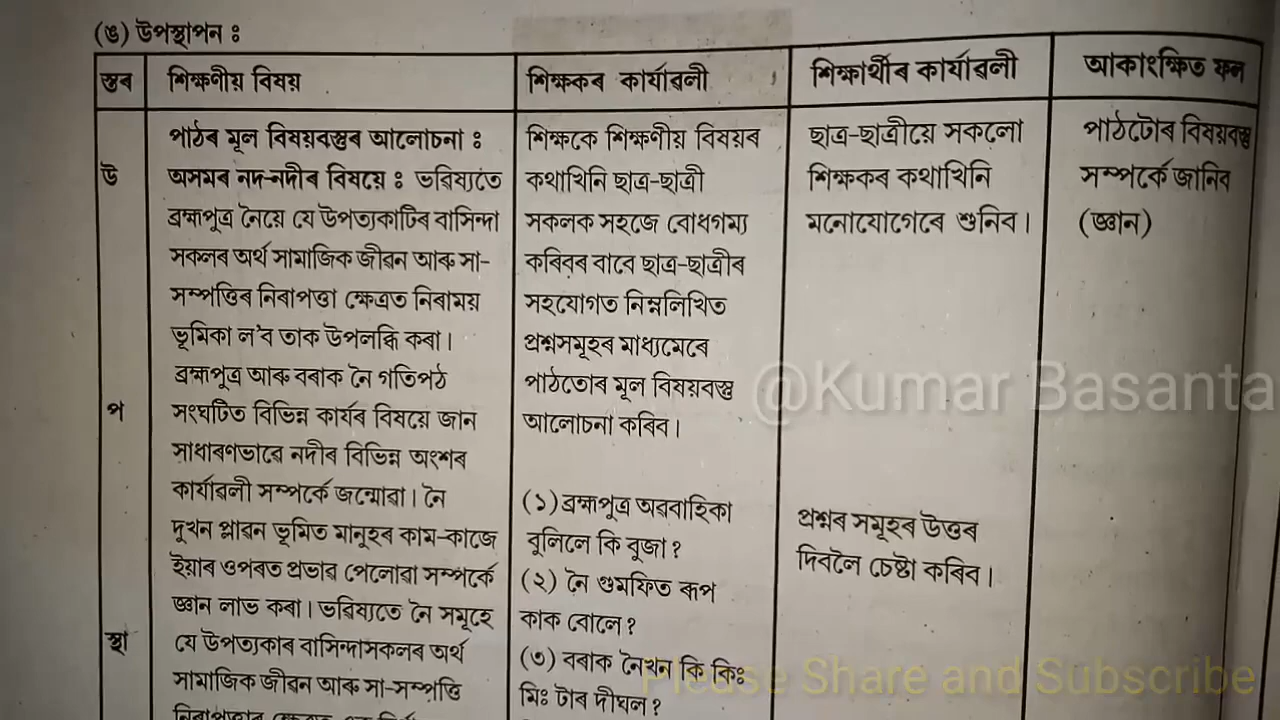 (ঙ) উপস্থাপন ঃ
স্তৰ
শিক্ষণীয় বিষয়
শিক্ষকৰ কাৰ্যাৱলী
শিক্ষাৰ্থীৰ কাৰ্যাৱলী
আকাংক্ষিত ফল
উ
প
স্থা
পাঠৰ মূল বিষয়বস্তুৰ আলোচনা ঃ
অসমৰ নদ-নদীৰ বিষয়ে ঃ ভৱিষ্যতে
ব্ৰহ্মপুত্ৰ নৈয়ে যে উপত্যকাটিৰ বাসিন্দা
সকলৰ অৰ্থ সামাজিক জীৱন আৰু সা-
সম্পত্তিৰ নিৰাপত্তা ক্ষেত্ৰত নিৰাময়
ভূমিকা ল'ব তাক উপলব্ধি কৰা।
ব্ৰহ্মপুত্ৰ আৰু বৰাক নৈ গতিপঠ
সংঘটিত বিভিন্ন কাৰ্যৰ বিষয়ে জান
সাধাৰণভাৱে নদীৰ বিভিন্ন অংশৰ
কাৰ্যাৱলী সম্পৰ্কে জন্মোৱা। নৈ
দুখন প্লাৱন ভূমিত মানুহৰ কাম-কাজে
ইয়াৰ ওপৰত প্ৰভাৱ পেলোৱা সম্পৰ্কে
জ্ঞান লাভ কৰা। ভৱিষ্যতে নৈ সমূহে
যে উপত্যকাৰ বাসিন্দাসকলৰ অৰ্থ
সামাজিক জীৱন আৰু সা-সম্পত্তি
শিক্ষকে শিক্ষণীয় বিষয়ৰ
কথাখিনি ছাত্ৰ-ছাত্ৰী
সকলক সহজে বোধগম্য
কৰিবৰ বাবে ছাত্ৰ-ছাত্ৰীৰ
সহযোগত নিম্নলিখিত
প্ৰশ্নসমূহৰ মাধ্যমেৰে
পাঠতোৰ মূল বিষয়বস্তু
আলোচনা কৰিব।
(১) ব্ৰহ্মপুত্ৰ অৱবাহিকা
বুলিলে কি বুজা?
(২) নৈ গুমফিত ৰূপ
কাক বোলে?
(৩) বৰাক নৈখন কি কিঃ
মিঃ টাৰ দীঘল?
ছাত্ৰ-ছাত্ৰীয়ে সকলো
শিক্ষকৰ কথাখিনি
মনোযোগেৰে শুনিব।
প্ৰশ্নৰ সমূহৰ উত্তৰ
দিবলৈ চেষ্টা কৰিব।
পাঠটোৰ বিষয়বস্তু
সম্পৰ্কে জানিব
(জ্ঞান)
@Kumar Basanta
Please Share and Subscribe